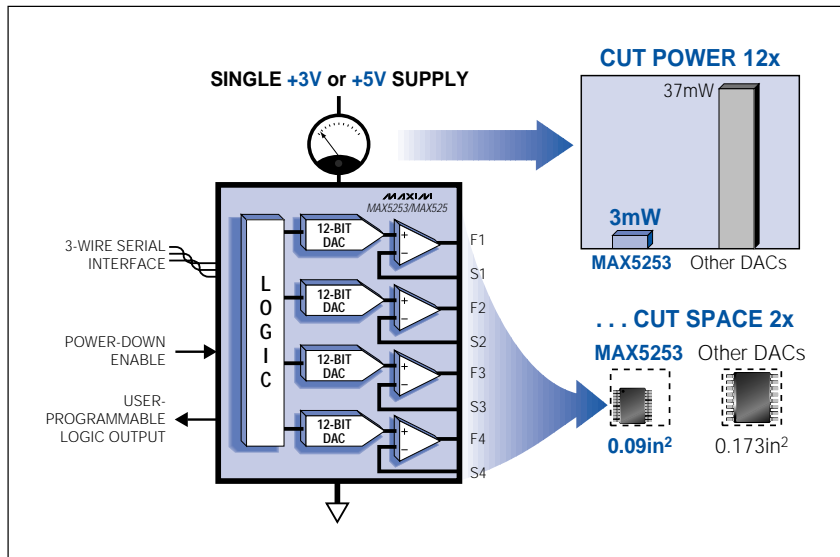 CUT POWER 12x
SINGLE +3V or +5V SUPPLY
37mW
3mW
MAX5253
Other DACs
MAXIM
MAX5253/MAX525
3-WIRE SERIAL
INTERFACE
POWER-DOWN
ENABLE
USER-
PROGRAMMABLE
LOGIC OUTPUT
LOGIC
12-BIT
DAC
+
−
F1
S1
12-BIT
DAC
+
−
F2
S2
12-BIT
DAC
+
−
F3
S3
12-BIT
DAC
+
−
F4
S4
. . . CUT SPACE 2x
MAX5253
Other DACs
0.09in²
0.173in²